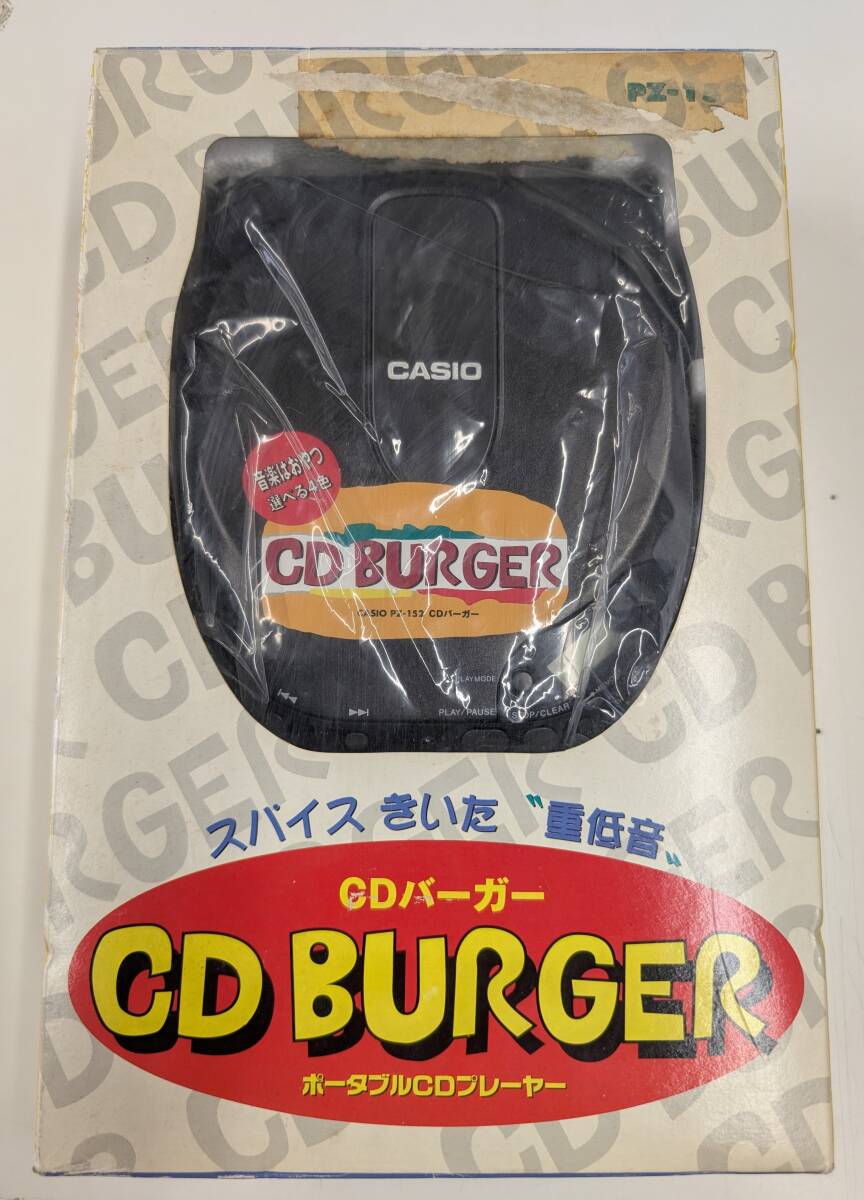 PZ-152
CASIO
音楽はおやつ
選べる4色
CD BURGER
CASIO PZ-152 CDバーガー
PLAYMODE
PLAY/PAUSE
STOP/CLEAR
スパイス きいた〝重低音〟
CDバーガー
CD BURGER
ポータブルCDプレーヤー